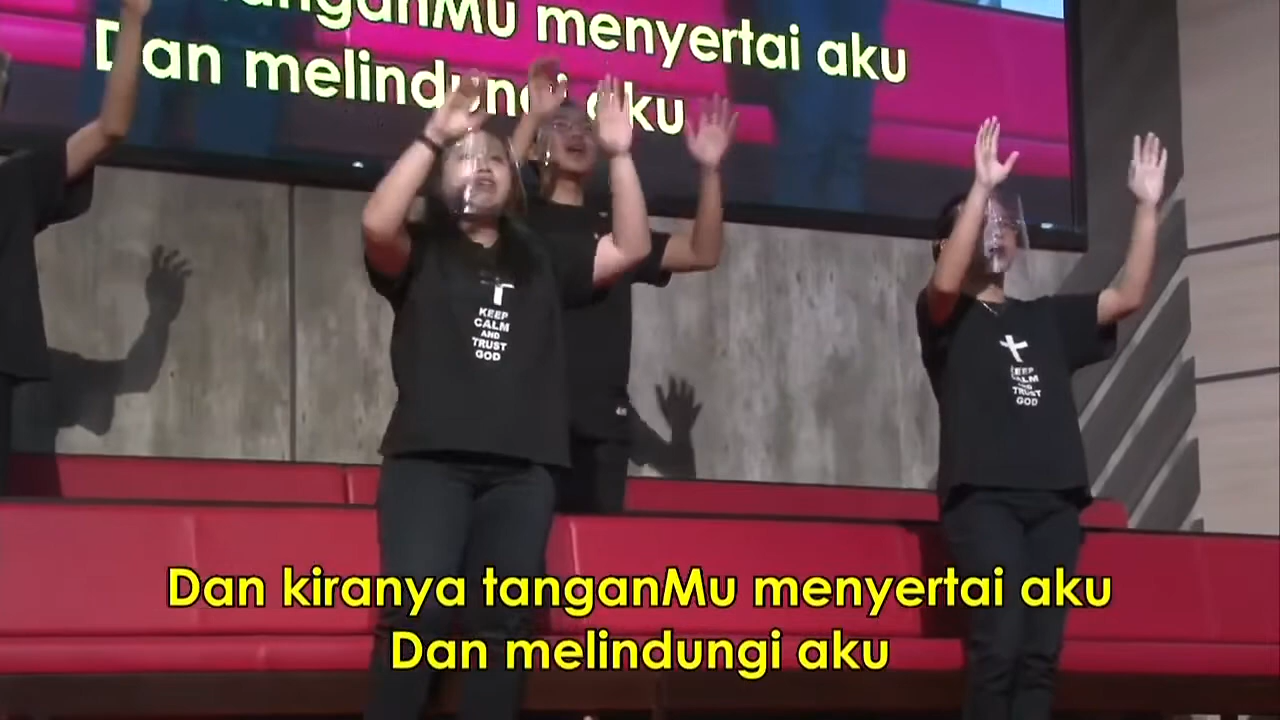 tanganMu menyertai aku
Dan melindungi aku
KEEP
CALM
AND
TRUST
GOD
KEEP
CALM
AND
TRUST
GOD
Dan kiranya tanganMu menyertai aku
Dan melindungi aku